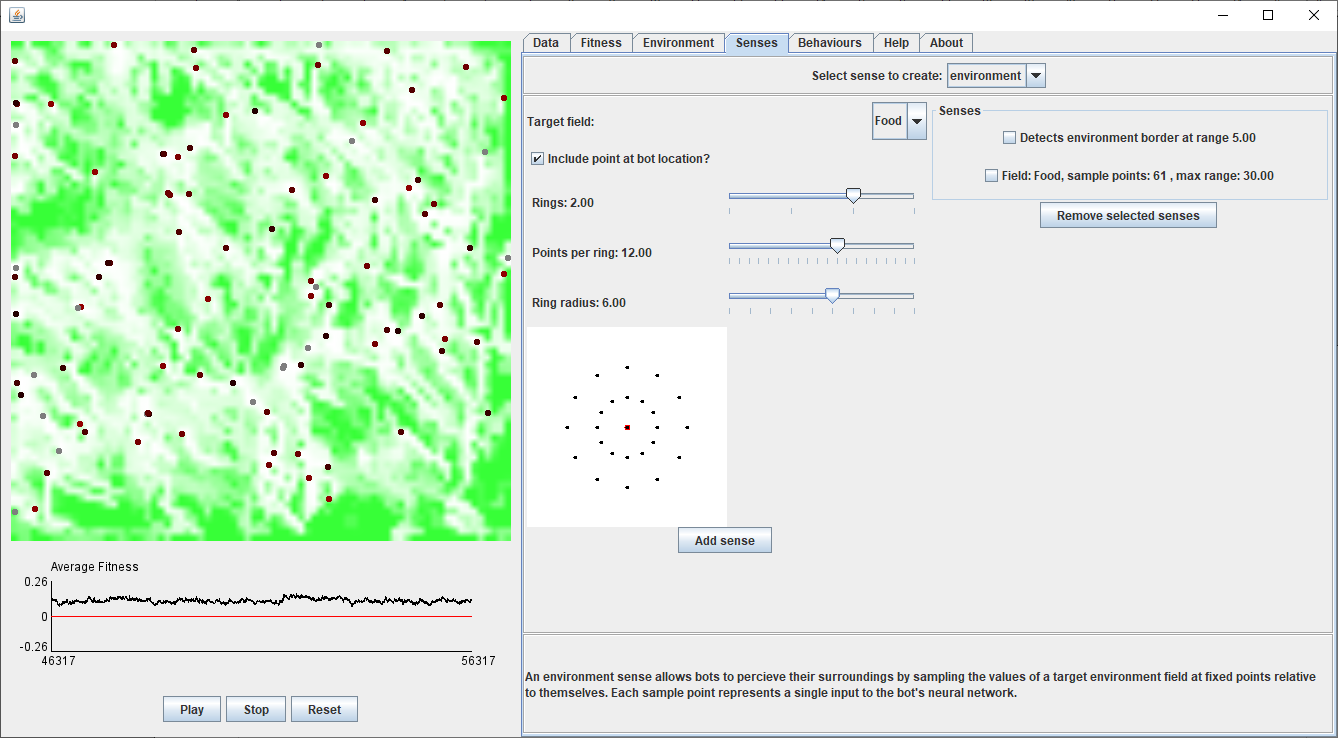 Data Fitness Environment Senses Behaviours Help About
Select sense to create: environment
Target field: Food
Include point at bot location?
Rings: 2.00
Points per ring: 12.00
Ring radius: 6.00
Add sense
Senses
Detects environment border at range 5.00
Field: Food, sample points: 61 , max range: 30.00
Remove selected senses
Average Fitness
0.26
0
-0.26
46317 56317
Play Stop Reset
An environment sense allows bots to percieve their surroundings by sampling the values of a target environment field at fixed points relative
to themselves. Each sample point represents a single input to the bot's neural network.